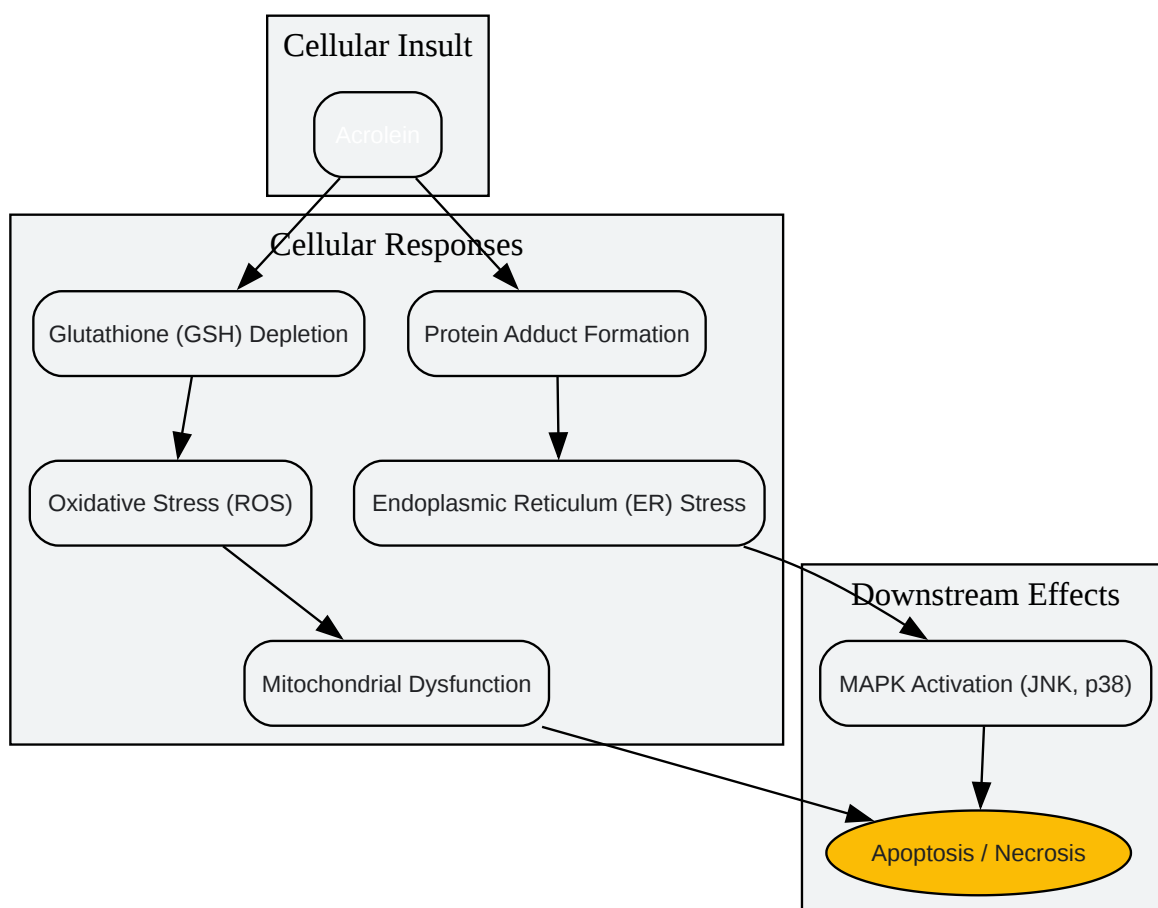 Cellular Insult
Acrolein
Cellular Responses
Glutathione (GSH) Depletion
Protein Adduct Formation
Oxidative Stress (ROS)
Endoplasmic Reticulum (ER) Stress
Downstream Effects
Mitochondrial Dysfunction
MAPK Activation (JNK, p38)
Apoptosis / Necrosis